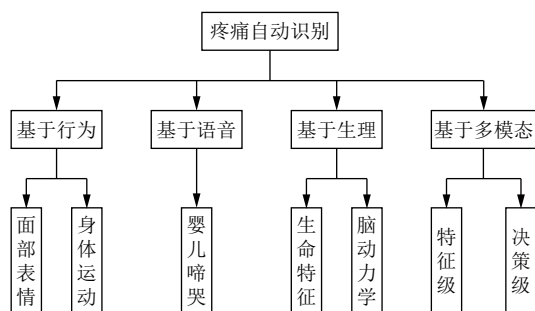 疼痛自动识别
基于行为
基于语音
基于生理
基于多模态
面部表情
身体运动
婴儿啼哭
生命特征
脑动力学
特征级
决策级